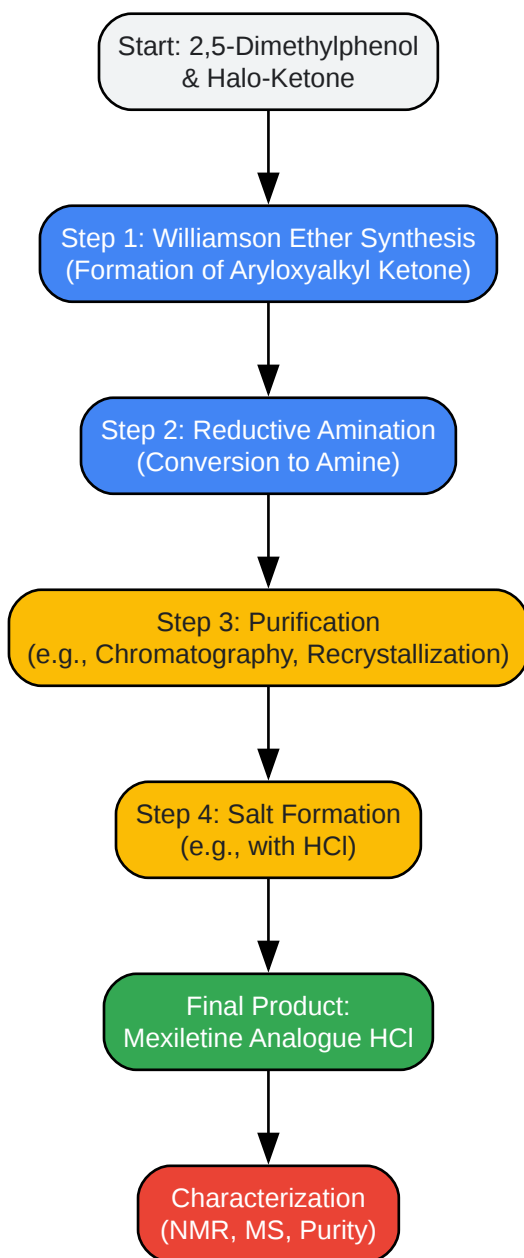 Start: 2,5-Dimethylphenol
& Halo-Ketone
Step 1: Williamson Ether Synthesis
(Formation of Aryloxyalkyl Ketone)
Step 2: Reductive Amination
(Conversion to Amine)
Step 3: Purification
(e.g., Chromatography, Recrystallization)
Step 4: Salt Formation
(e.g., with HCl)
Final Product:
Mexiletine Analogue HCl
Characterization
(NMR, MS, Purity)